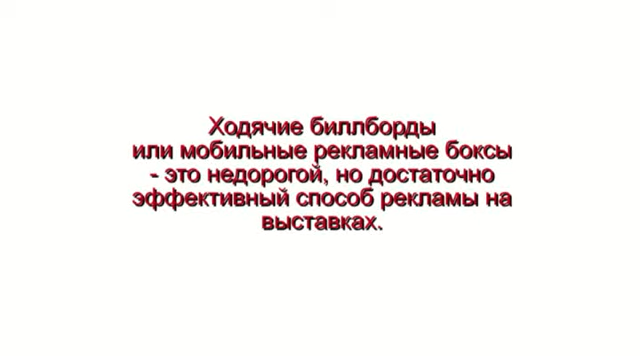 Ходячие биллборды
или мобильные рекламные боксы
- это недорогой, но достаточно
эффективный способ рекламы на
выставках.